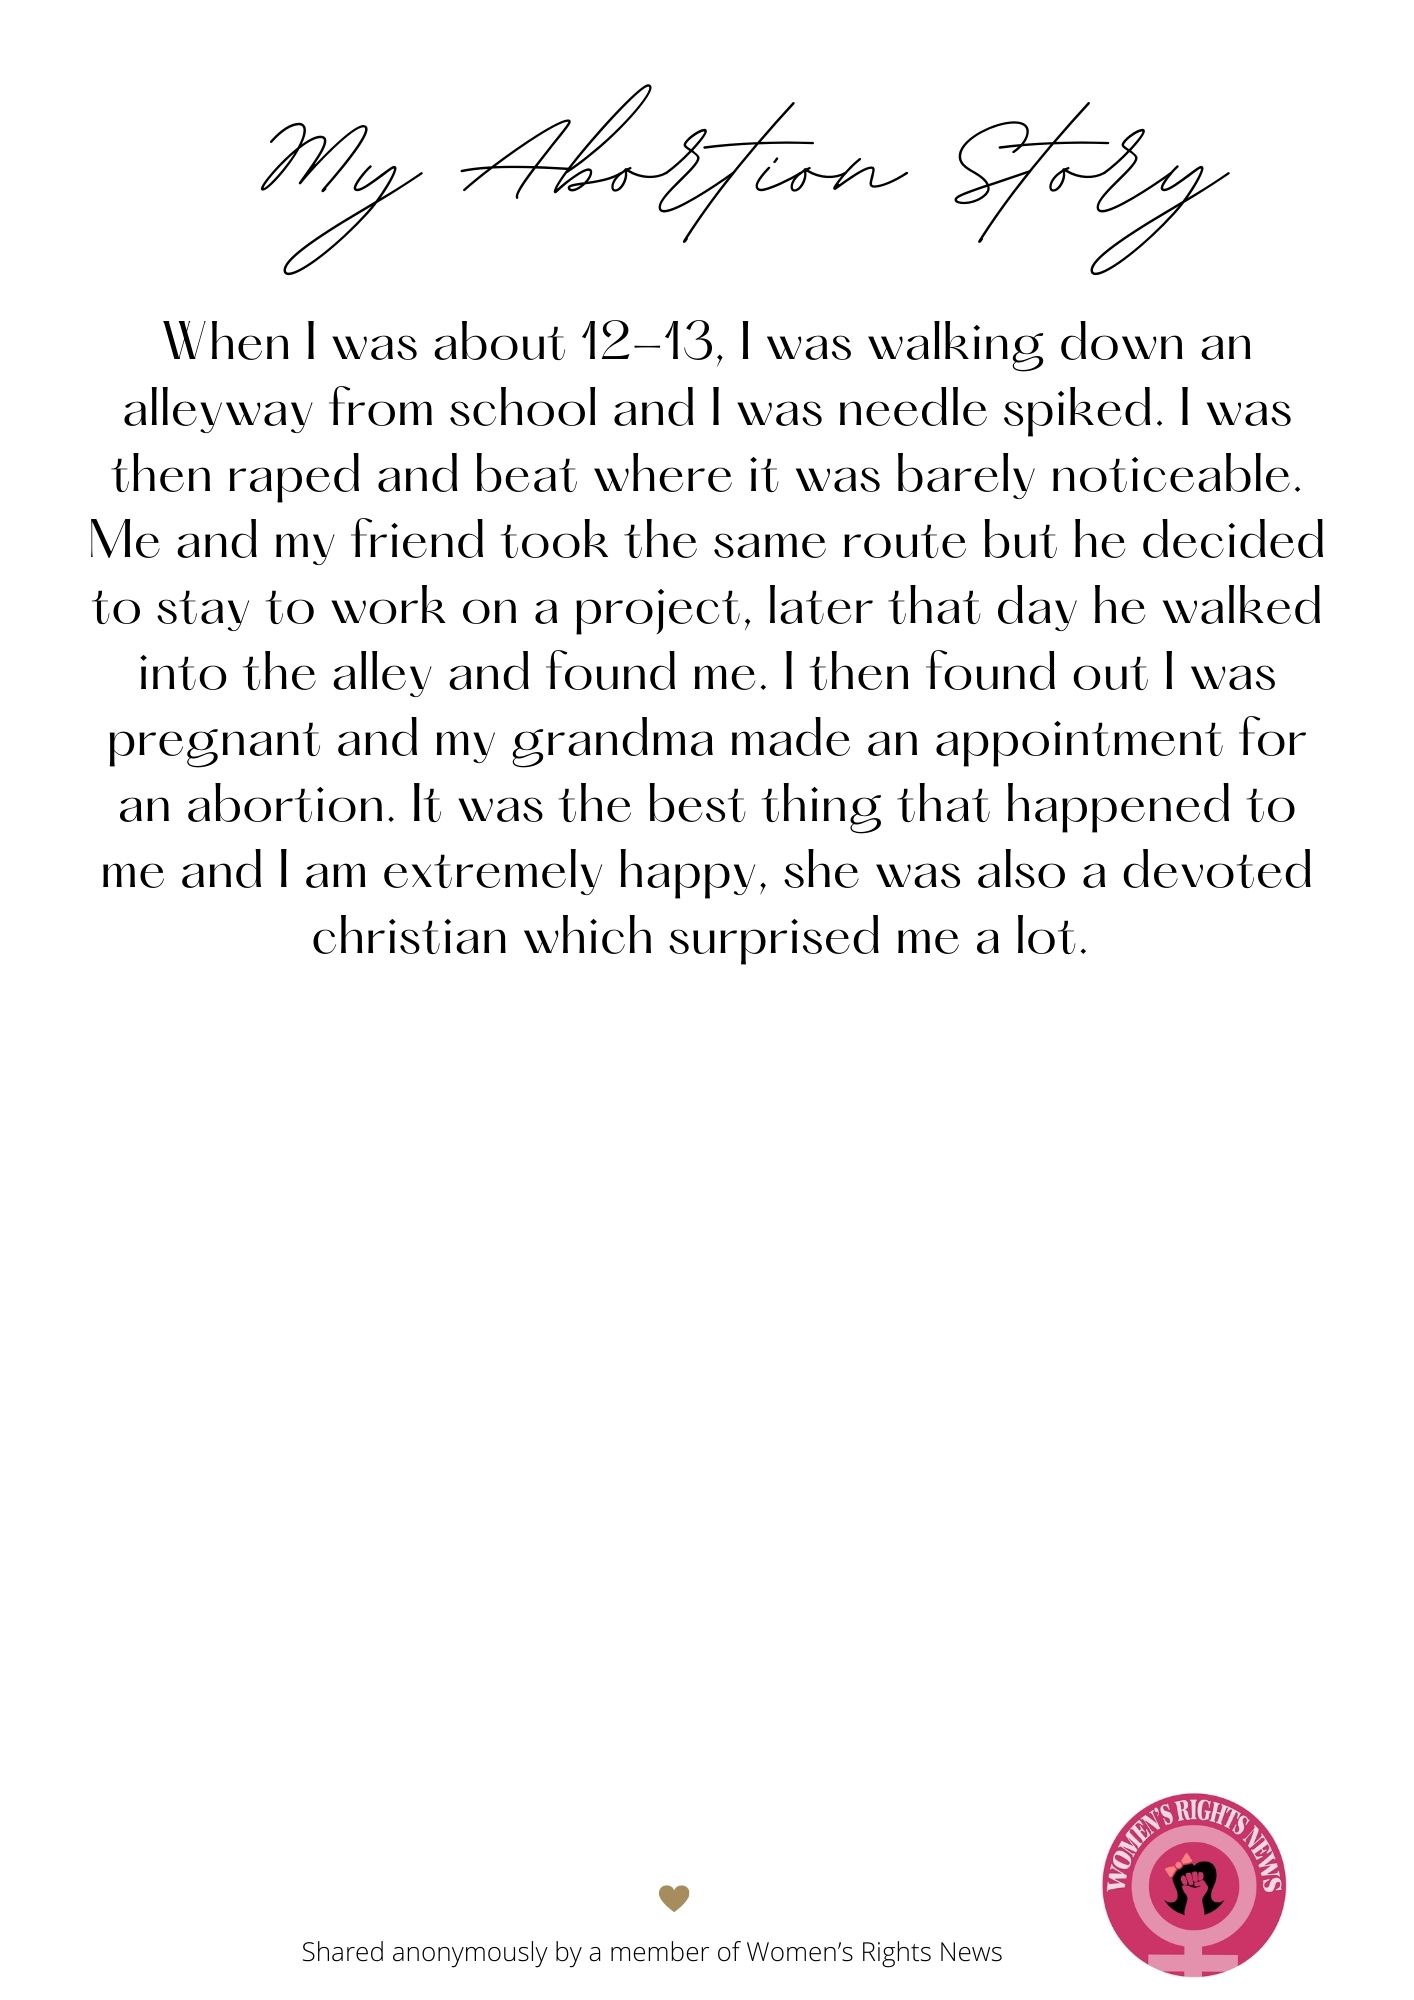 My Abortion Story
When I was about 12-13, I was walking down an
alleyway from school and I was needle spiked. I was
then raped and beat where it was barely noticeable.
Me and my friend took the same route but he decided
to stay to work on a project, later that day he walked
into the alley and found me. I then found out I was
pregnant and my grandma made an appointment for
an abortion. It was the best thing that happened to
me and I am extremely happy, she was also a devoted
christian which surprised me a lot.
WOMEN'S RIGHTS NEWS
Shared anonymously by a member of Women's Rights News